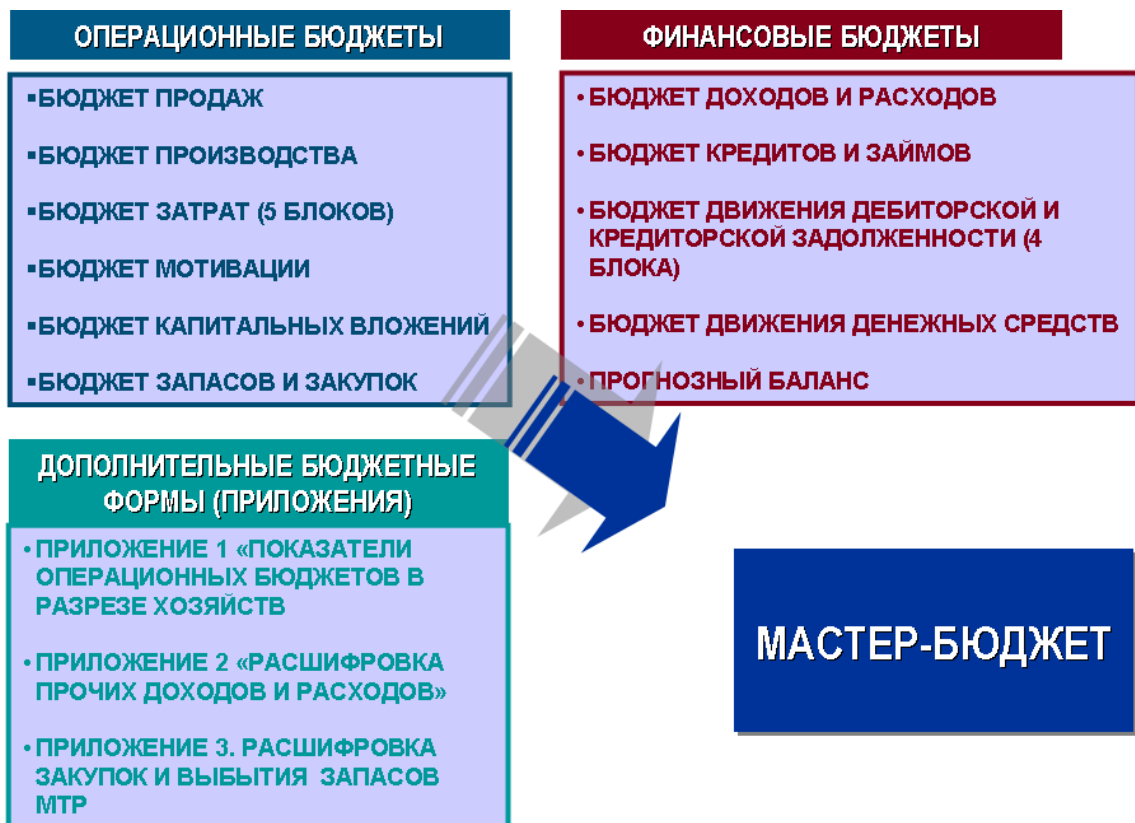 ОПЕРАЦИОННЫЕ БЮДЖЕТЫ
▪БЮДЖЕТ ПРОДАЖ
▪БЮДЖЕТ ПРОИЗВОДСТВА
▪БЮДЖЕТ ЗАТРАТ (5 БЛОКОВ)
▪БЮДЖЕТ МОТИВАЦИИ
▪БЮДЖЕТ КАПИТАЛЬНЫХ ВЛОЖЕНИЙ
▪БЮДЖЕТ ЗАПАСОВ И ЗАКУПОК
ФИНАНСОВЫЕ БЮДЖЕТЫ
• БЮДЖЕТ ДОХОДОВ И РАСХОДОВ
• БЮДЖЕТ КРЕДИТОВ И ЗАЙМОВ
• БЮДЖЕТ ДВИЖЕНИЯ ДЕБИТОРСКОЙ И
КРЕДИТОРСКОЙ ЗАДОЛЖЕННОСТИ (4
БЛОКА)
• БЮДЖЕТ ДВИЖЕНИЯ ДЕНЕЖНЫХ СРЕДСТВ
• ПРОГНОЗНЫЙ БАЛАНС
ДОПОЛНИТЕЛЬНЫЕ БЮДЖЕТНЫЕ
ФОРМЫ (ПРИЛОЖЕНИЯ)
• ПРИЛОЖЕНИЕ 1 «ПОКАЗАТЕЛИ
ОПЕРАЦИОННЫХ БЮДЖЕТОВ В
РАЗРЕЗЕ ХОЗЯЙСТВ
• ПРИЛОЖЕНИЕ 2 «РАСШИФРОВКА
ПРОЧИХ ДОХОДОВ И РАСХОДОВ»
• ПРИЛОЖЕНИЕ 3. РАСШИФРОВКА
ЗАКУПОК И ВЫБЫТИЯ ЗАПАСОВ
МТР
МАСТЕР-БЮДЖЕТ